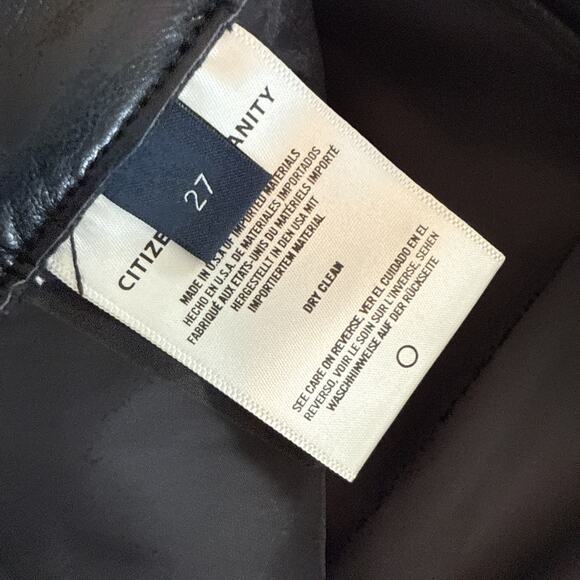 CITIZE ANITY
27
MADE IN U.S.A OF IMPORTED MATERIALS
HECHO EN U.S.A. DE MATERIALES IMPORTADOS
FABRIQUÉ AUX ETATS UNIS DU MATÉRIELS IMPORTÉ
HERGESTELLT IN DEN USA MIT
IMPORTIERTEM MATERIAL
DRY CLEAN
SEE CARE ON REVERSE, VER EL CUIDADO EN EL
REVERSO, VOIR LE SOIN SUR L'INVERSE, SEHEN
WASCHHINWEISE AUF DER RÜCKSEITE